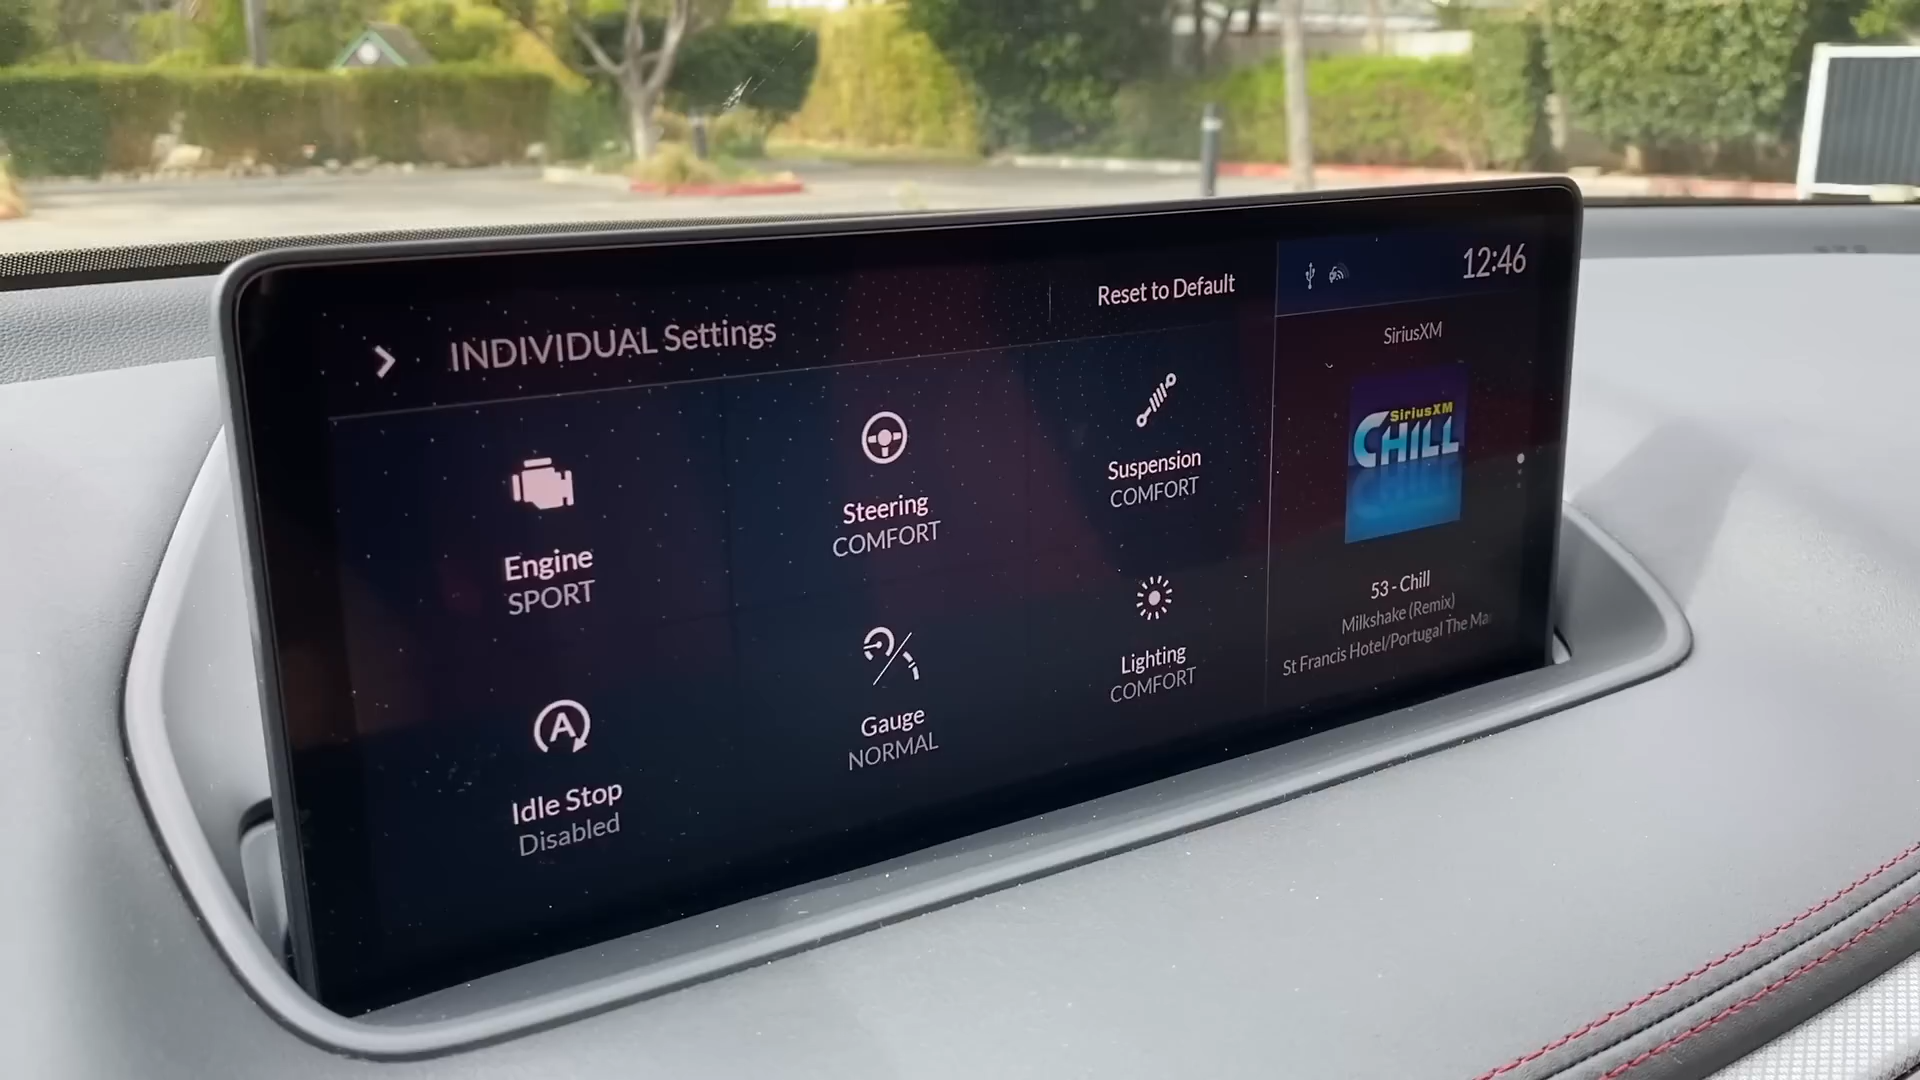 INDIVIDUAL Settings
Reset to Default
Engine
SPORT
Steering
COMFORT
Suspension
COMFORT
A
Idle Stop
Disabled
Gauge
NORMAL
Lighting
COMFORT
12:46
SiriusXM
SiriusXM
CHILL
53 - Chill
Milkshake (Remix)
St Francis Hotel/Portugal The Ma